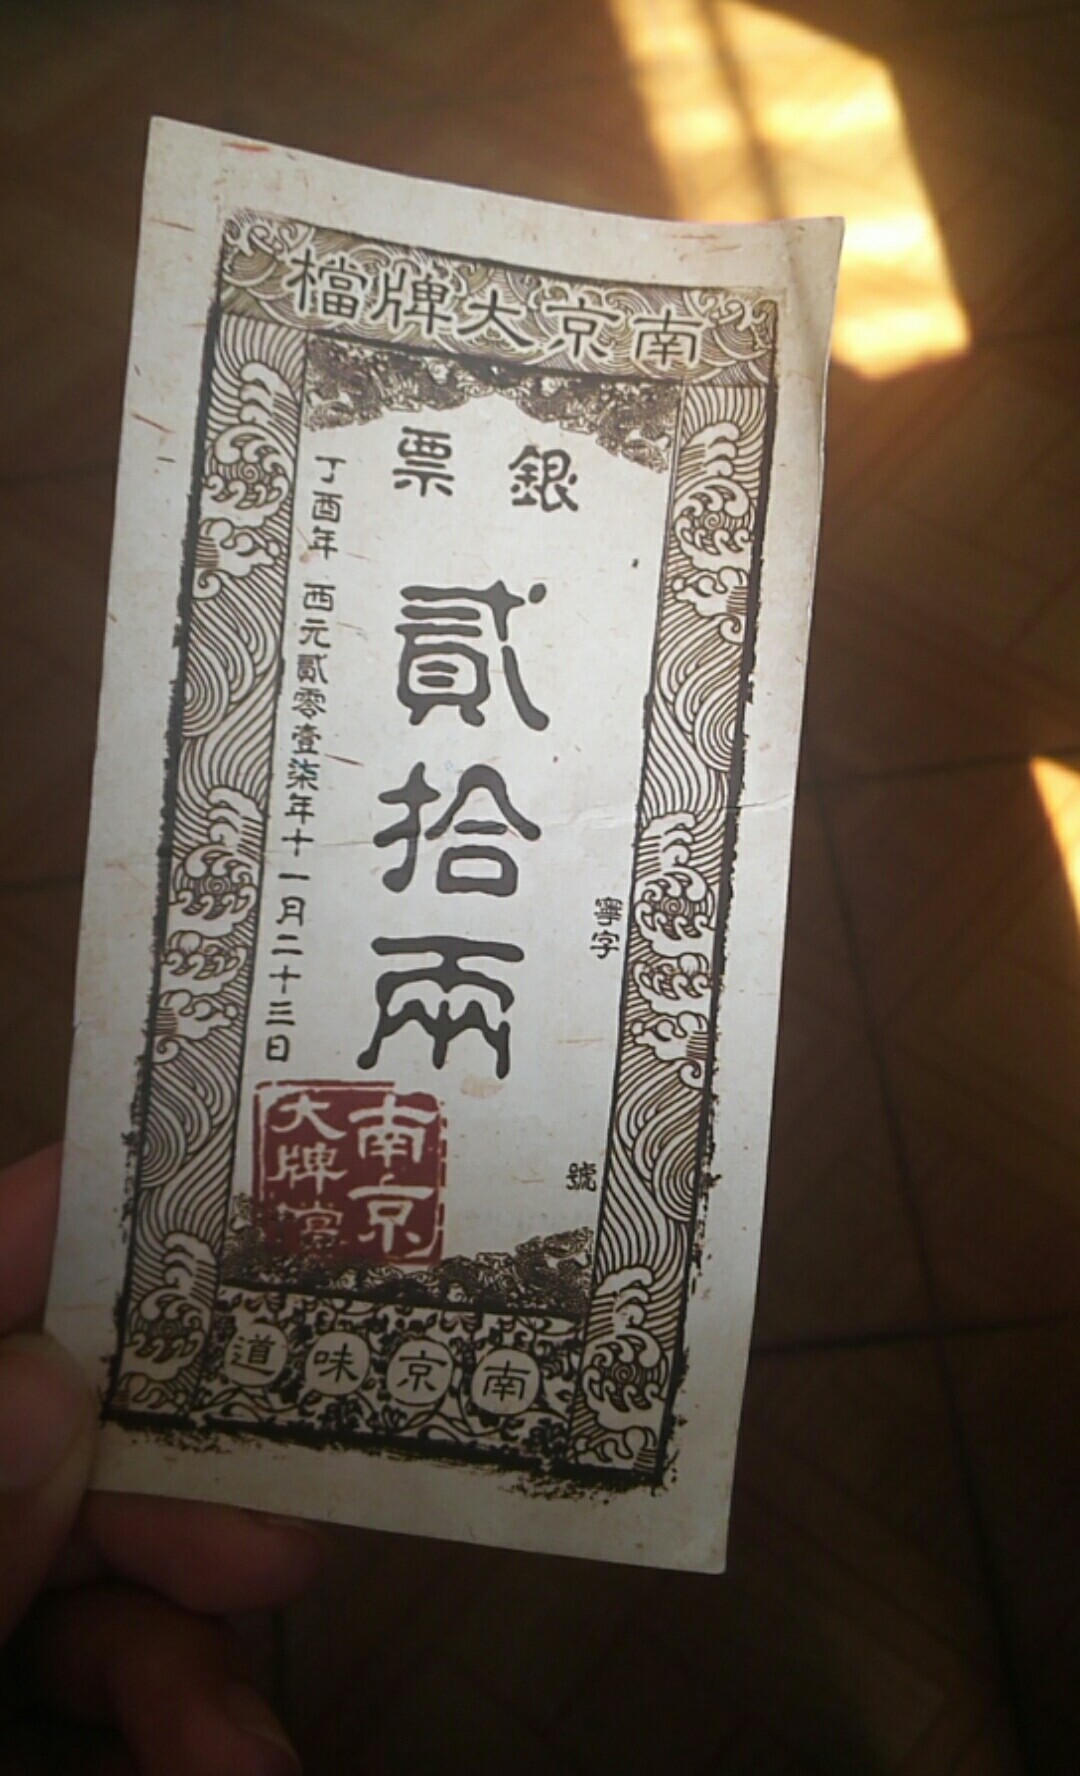 南京大牌檔
銀票
貳拾兩
寧字
號
丁酉年 西元貳零壹柒年十一月二十三日
南京
大牌當
南京味道